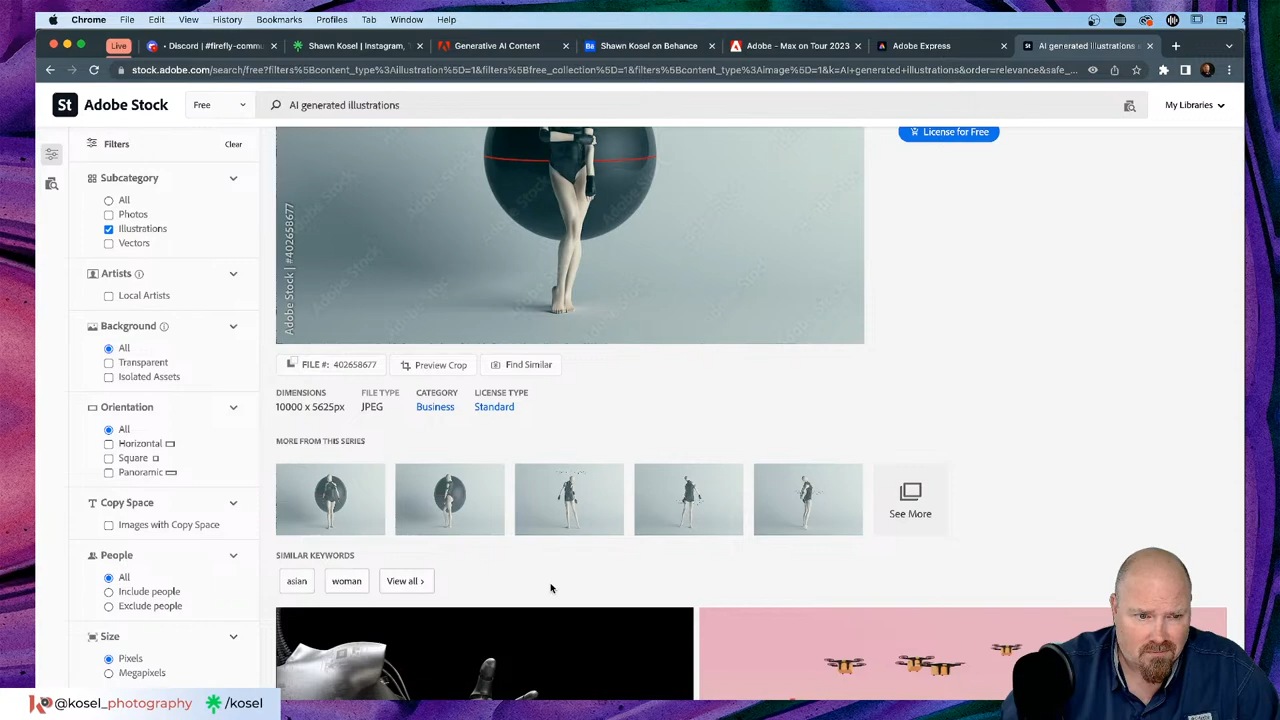 Chrome File Edit View History Bookmarks Profiles Tab Window Help
Live Discord | #firefly-commu Shawn Kosel | Instagram, T Generative AI Content Shawn Kosel on Behance Adobe - Max on Tour 2023 Adobe Express AI generated illustrations
stock.adobe.com/search/free?filters%5Bcontent_type%3Aillustration%5D=1&filters%5Bfree_collection%5D=1&filters%5Bcontent_type%3Aimage%5D=1&k=AI+generated+illustrations&order=relevance&safe_...
St Adobe Stock Free AI generated illustrations My Libraries
Filters Clear
License for Free
Subcategory
All
Photos
Illustrations
Vectors
Artists
Local Artists
Background
All
Transparent
Isolated Assets
Orientation
All
Horizontal
Square
Panoramic
Copy Space
Images with Copy Space
People
All
Include people
Exclude people
Size
Pixels
Megapixels
Adobe Stock | #402658677
FILE #: 402658677 Preview Crop Find Similar
DIMENSIONS FILE TYPE CATEGORY LICENSE TYPE
10000 x 5625px JPEG Business Standard
MORE FROM THIS SERIES
See More
SIMILAR KEYWORDS
asian woman View all ›
@kosel_photography /kosel